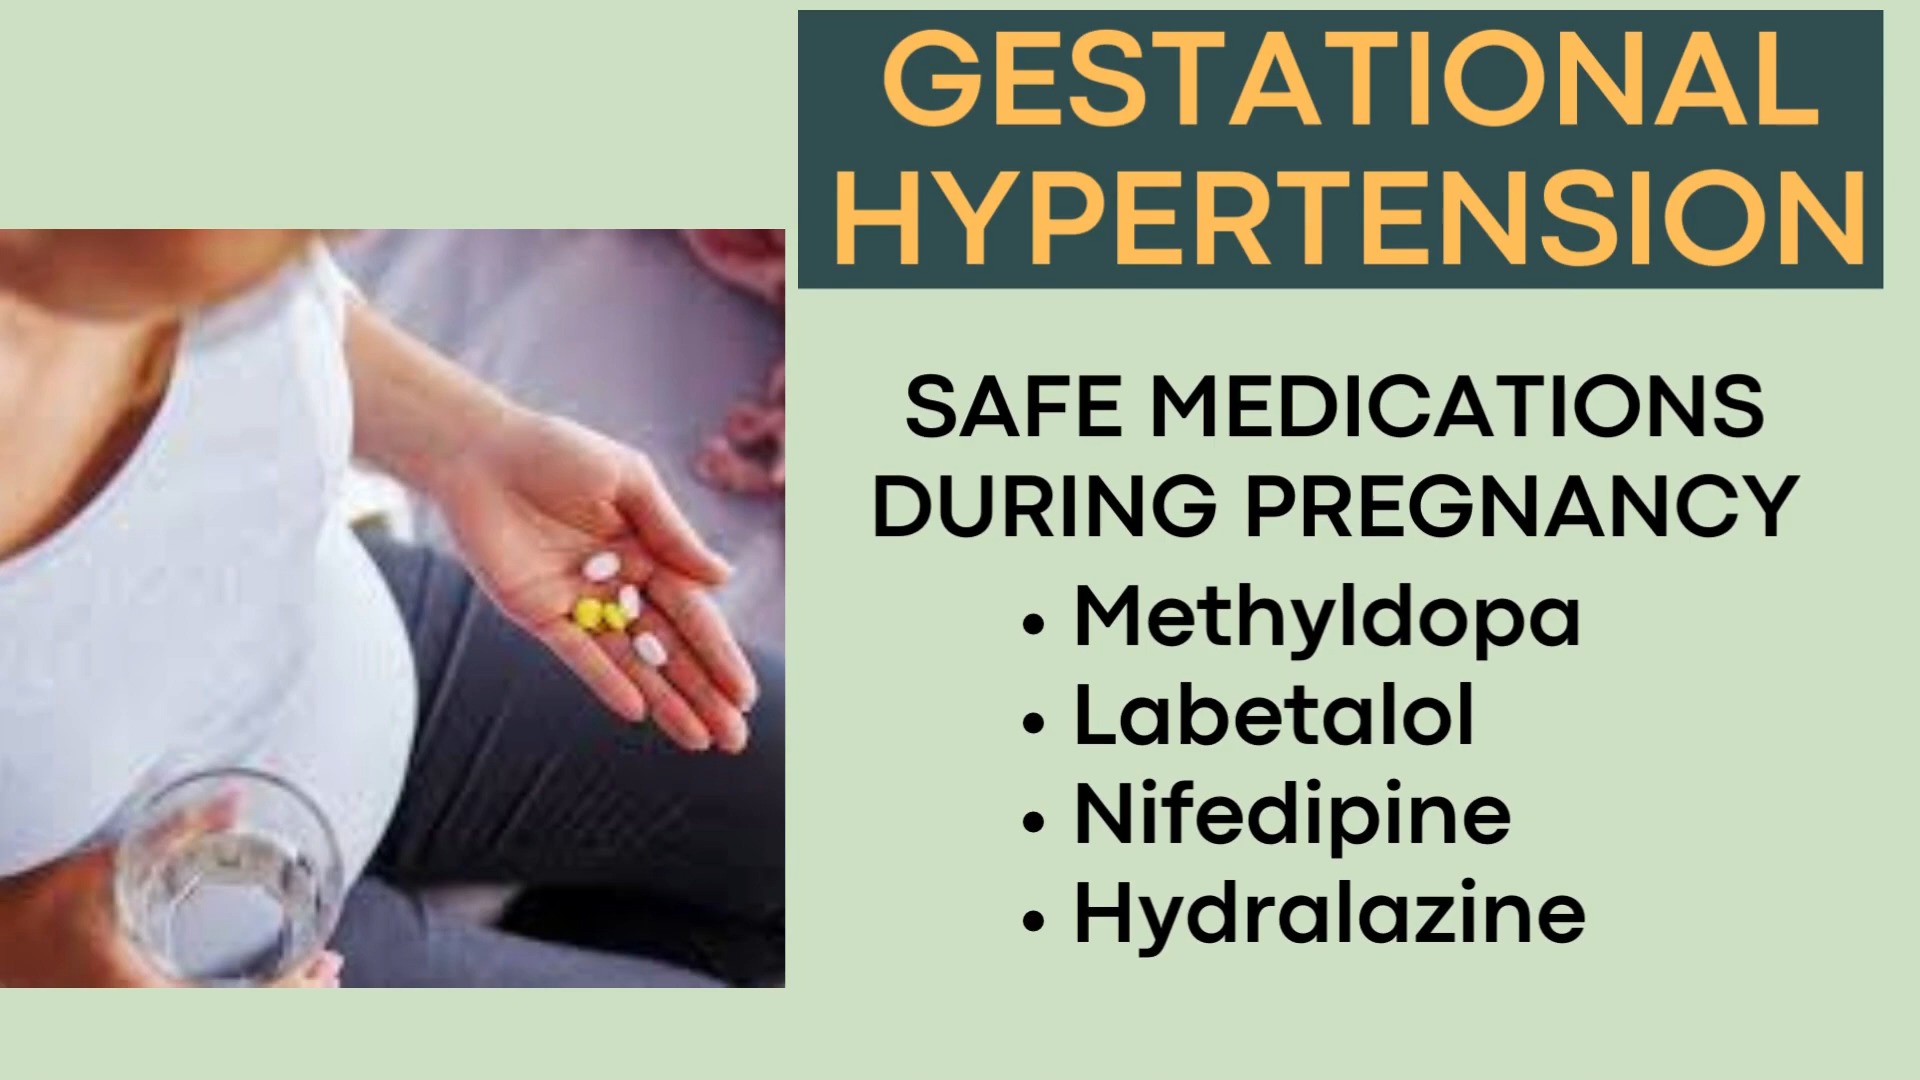 GESTATIONAL
HYPERTENSION
SAFE MEDICATIONS
DURING PREGNANCY
• Methyldopa
• Labetalol
• Nifedipine
• Hydralazine